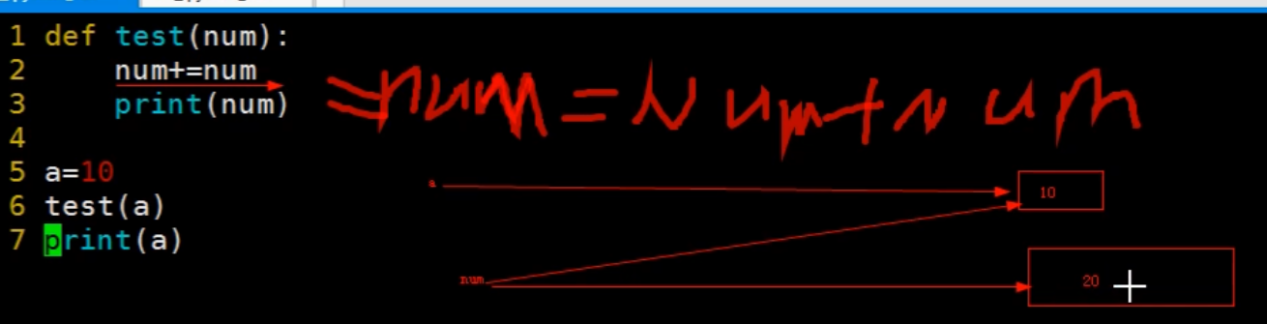 1 def test(num):
2     num+=num
3     print(num)
4
5 a=10
6 test(a)
7 print(a)
=num=Num+num
a
10
num
20